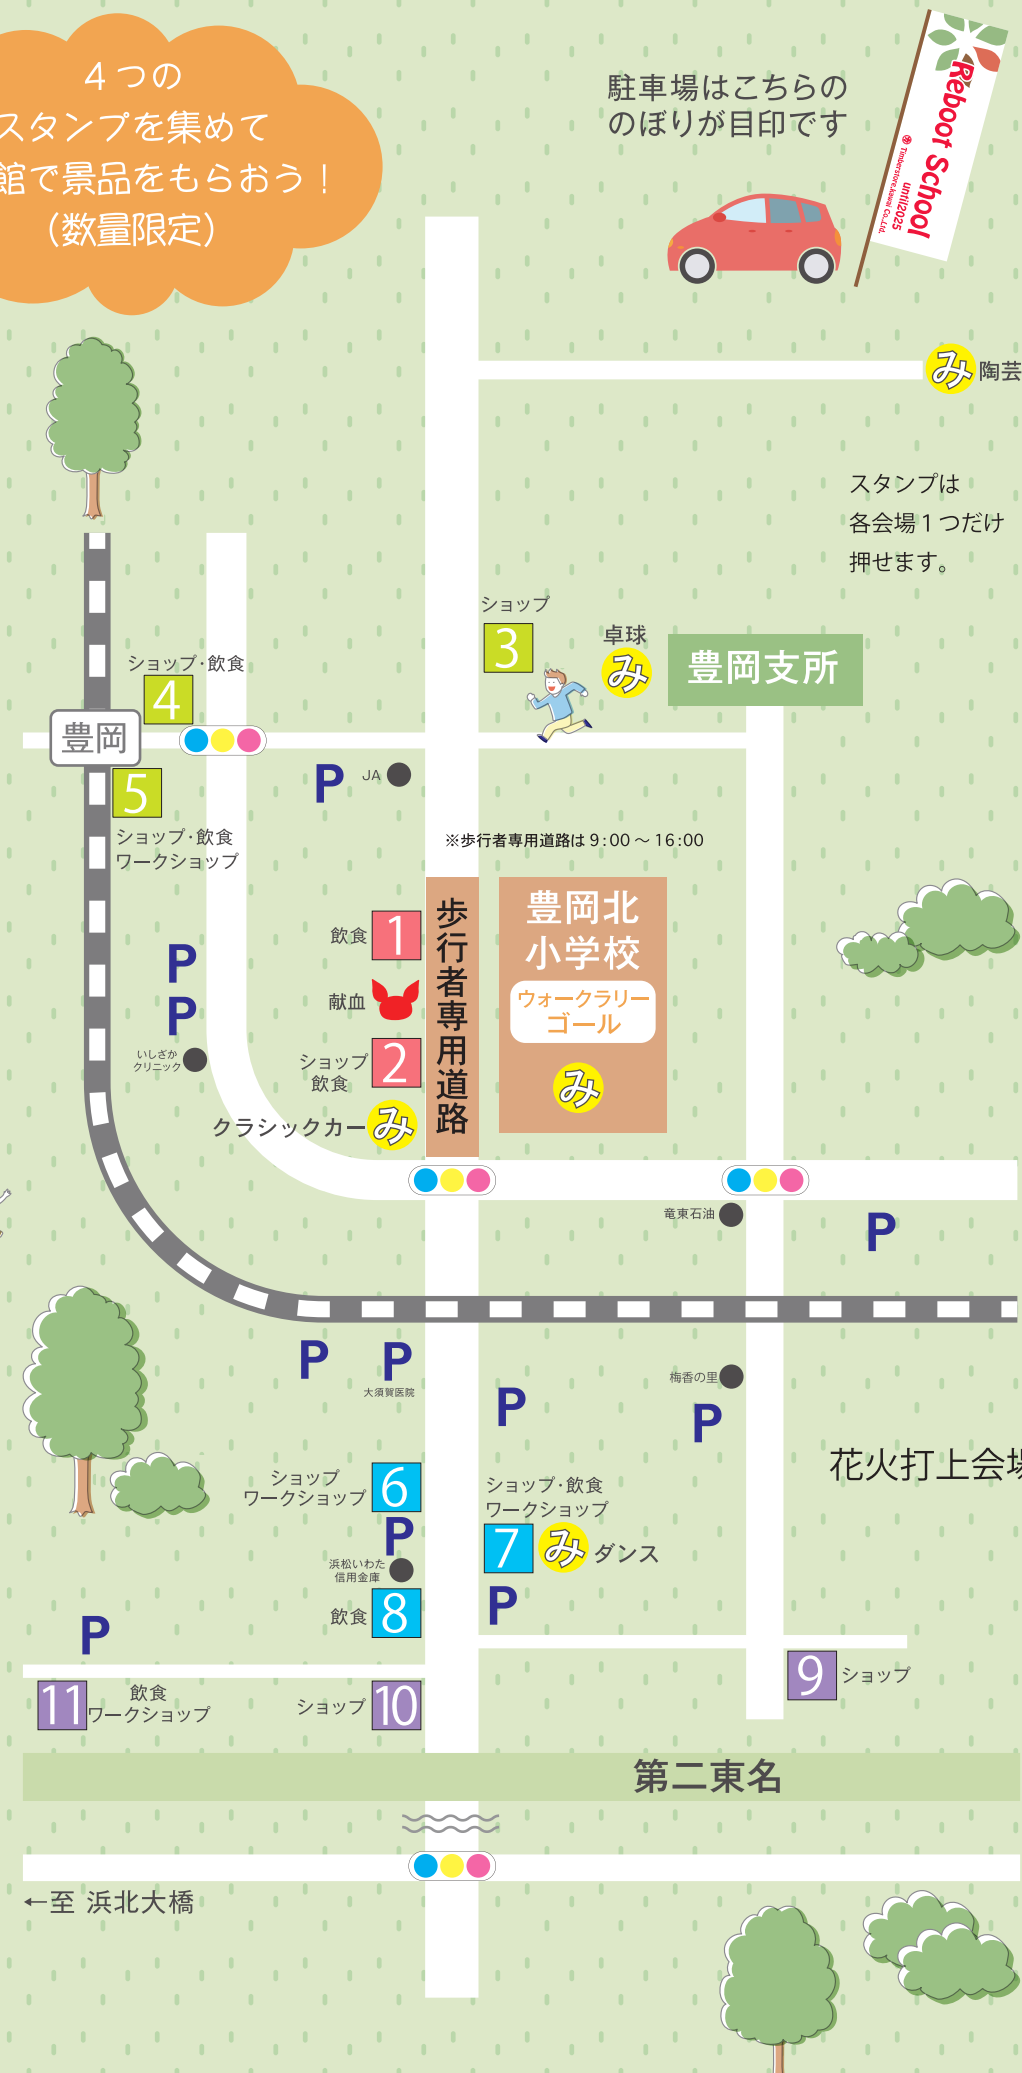 4つの
スタンプを集めて
館で景品をもらおう！
（数量限定）
駐車場はこちらの
のぼりが目印です
Reboot School
until2025
Timberstore.kawai Co.,Ltd.
み
陶芸
スタンプは
各会場1つだけ
押せます。
ショップ
3
卓球
み
豊岡支所
ショップ・飲食
4
豊岡
5
ショップ・飲食
ワークショップ
P
JA
※歩行者専用道路は 9:00～16:00
飲食
1
歩行者専用道路
豊岡北
小学校
ウォークラリー
ゴール
み
P
P
献血
いしざか
クリニック
ショップ
飲食
2
クラシックカー
み
竜東石油
P
P
P
大須賀医院
P
梅香の里
P
花火打上会場
ショップ
ワークショップ
6
P
ショップ・飲食
ワークショップ
7
み
ダンス
浜松いわた
信用金庫
飲食
8
P
P
9
ショップ
11
飲食
ワークショップ
ショップ
10
第二東名
←至 浜北大橋